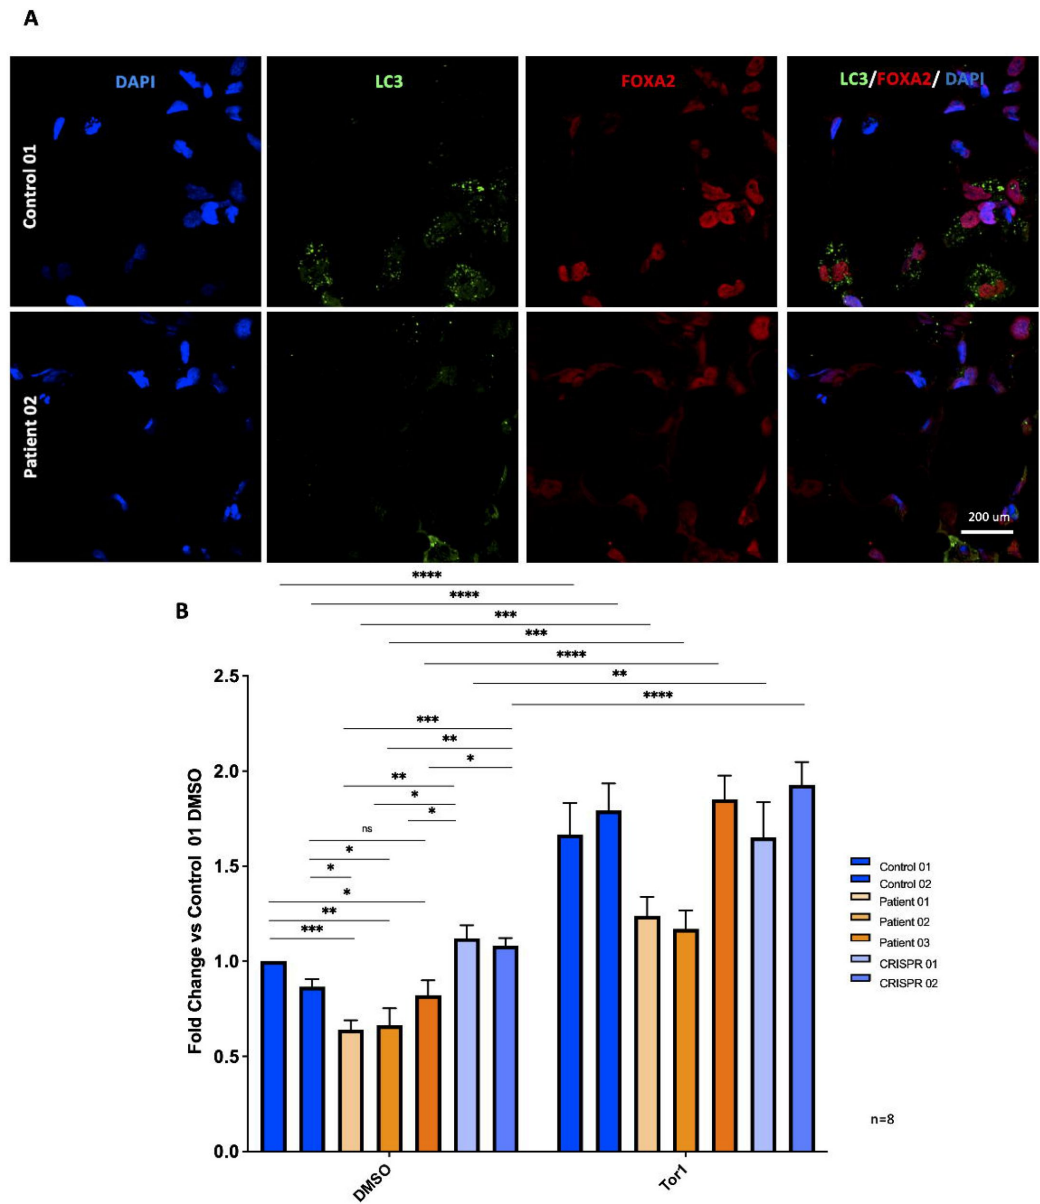 A
DAPI
LC3
FOXA2
LC3/FOXA2/ DAPI
Control 01
Patient 02
200 um
B
****
****
***
***
****
**
****
***
**
*
**
*
*
ns
*
*
*
**
***
Fold Change vs Control 01 DMSO
2.5
2.0
1.5
1.0
0.5
0.0
DMSO
Tor1
Control 01
Control 02
Patient 01
Patient 02
Patient 03
CRISPR 01
CRISPR 02
n=8